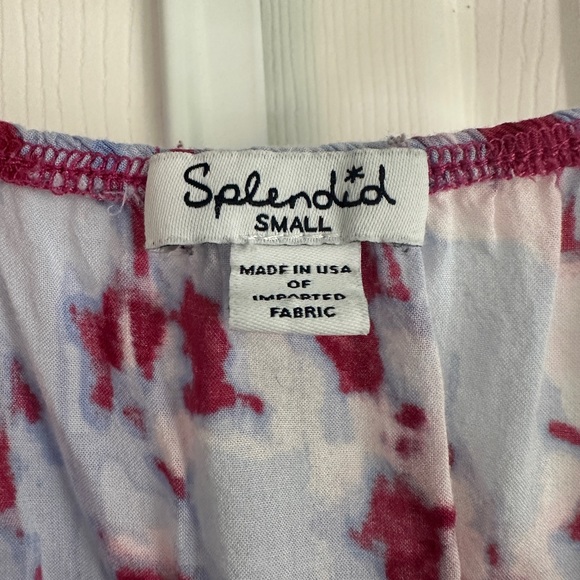 Splendid
SMALL
MADE IN USA
OF
IMPORTED
FABRIC